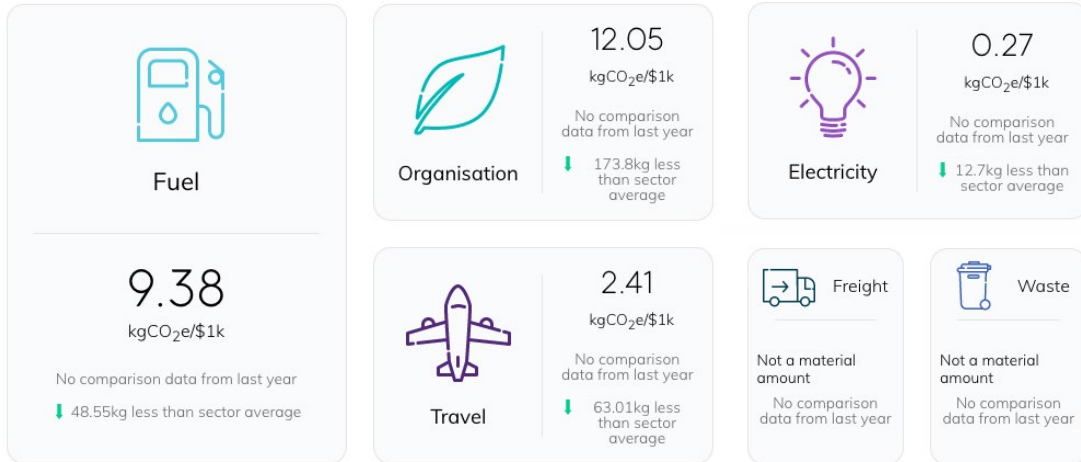 Fuel
9.38
kgCO₂e/$1k
No comparison data from last year
48.55kg less than sector average
Organisation
12.05
kgCO₂e/$1k
No comparison
data from last year
173.8kg less
than sector
average
Electricity
0.27
kgCO₂e/$1k
No comparison
data from last year
12.7kg less than
sector average
Travel
2.41
kgCO₂e/$1k
No comparison
data from last year
63.01kg less
than sector
average
Freight
Not a material
amount
No comparison
data from last year
Waste
Not a material
amount
No comparison
data from last year